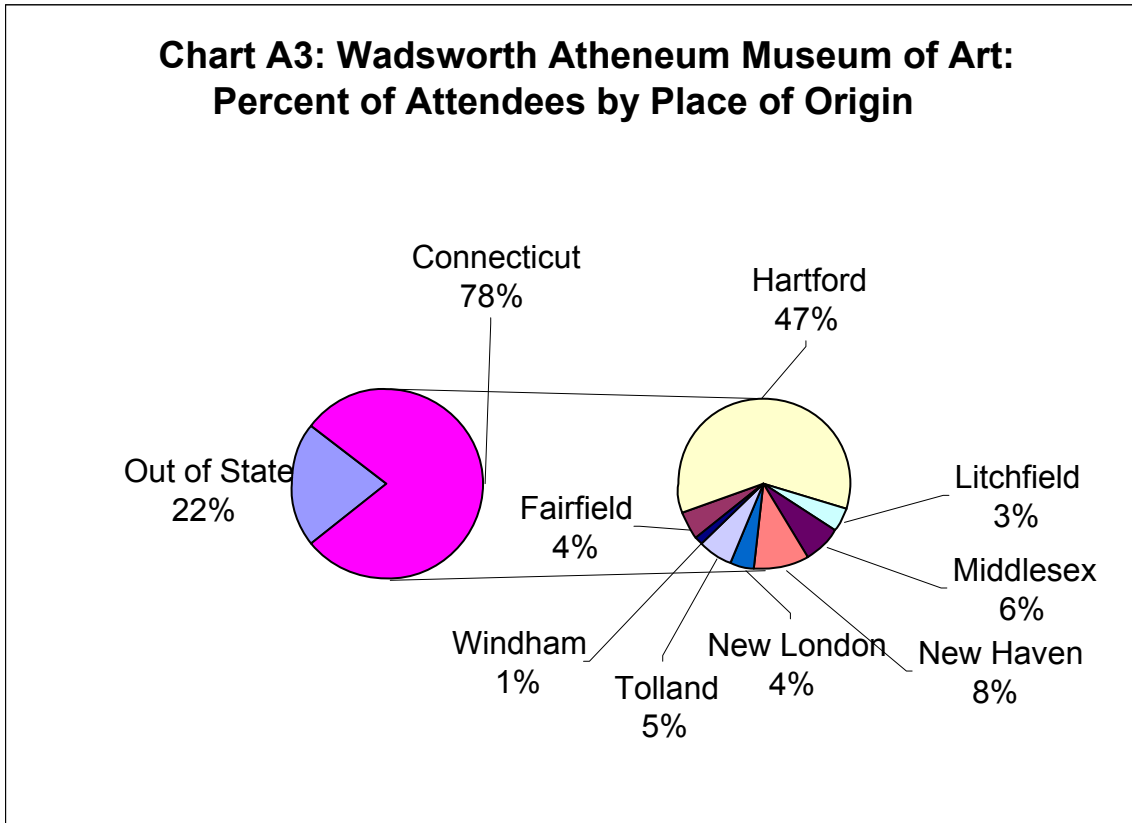 Chart A3: Wadsworth Atheneum Museum of Art:
Percent of Attendees by Place of Origin
Connecticut
78%
Hartford
47%
Out of State
22%
Litchfield
3%
Fairfield
4%
Middlesex
6%
Windham
1%
New London
4%
New Haven
8%
Tolland
5%